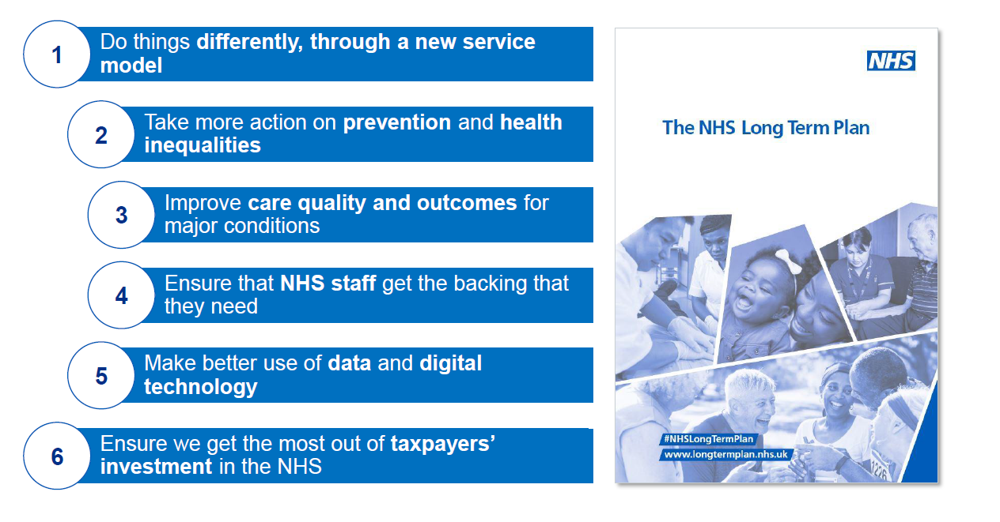 1
Do things differently, through a new service
model
2
Take more action on prevention and health
inequalities
3
Improve care quality and outcomes for
major conditions
4
Ensure that NHS staff get the backing that
they need
5
Make better use of data and digital
technology
6
Ensure we get the most out of taxpayers’
investment in the NHS
NHS
The NHS Long Term Plan
#NHSLongTermPlan
www.longtermplan.nhs.uk
1226